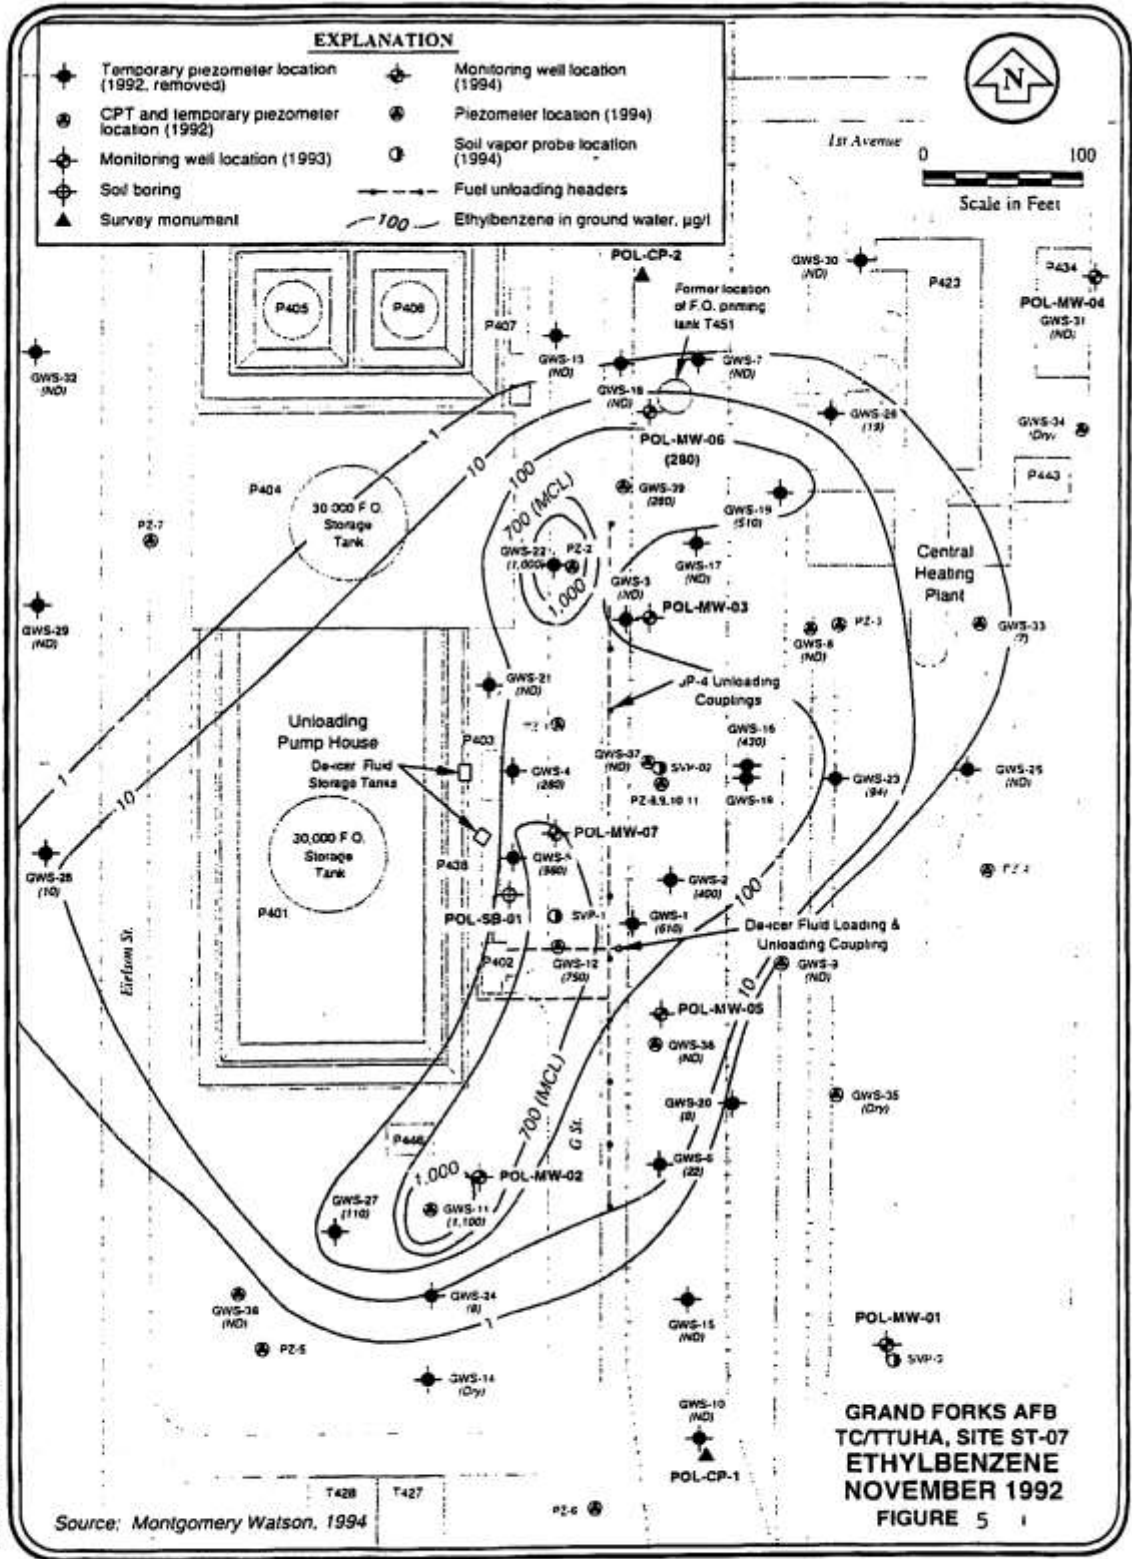 EXPLANATION
Temporary piezometer location
(1992, removed)
CPT and temporary piezometer
location (1992)
Monitoring well location (1993)
Soil boring
Survey monument
Monitoring well location
(1994)
Piezometer location (1994)
Soil vapor probe location
(1994)
Fuel unloading headers
100 Ethylbenzene in ground water, µg/l
N
1st Avenue
0 100
Scale in Feet
POL-CP-2
GWS-30
(ND)
P423
P434
POL-MW-04
GWS-31
(ND)
Former location
of F.O. priming
tank T451
P405
P406
P407
GWS-32
(ND)
GWS-13
(ND)
GWS-7
(ND)
GWS-18
(ND)
GWS-26
(19)
GWS-34
(Dry)
POL-MW-06
(280)
1
10
100
P404
30,000 F.O.
Storage
Tank
700 (MCL)
GWS-39
(260)
GWS-19
(510)
P443
PZ-7
GWS-22
(1,000)
PZ-2
1,000
GWS-17
(ND)
Central
Heating
Plant
GWS-3
(ND)
POL-MW-03
GWS-29
(ND)
GWS-8
(ND)
PZ-3
GWS-33
(7)
GWS-21
(ND)
JP-4 Unloading
Couplings
Unloading
Pump House
P403
De-icer Fluid
Storage Tanks
GWS-4
(260)
GWS-37
(ND)
SVP-02
PZ-8,9,10 11
GWS-16
(430)
GWS-23
(94)
GWS-25
(ND)
1
10
1
30,000 F.O.
Storage
Tank
P401
P438
POL-MW-07
(560)
GWS-28
(10)
GWS-2
(400)
100
POL-SB-01
SVP-1
GWS-1
(610)
De-icer Fluid Loading &
Unloading Coupling
P402
GWS-12
(750)
GWS-9
(ND)
10
Eielson St.
POL-MW-05
(ND)
700 (MCL)
G St.
GWS-20
(8)
GWS-35
(Dry)
P446
1,000
POL-MW-02
GWS-6
(22)
GWS-27
(110)
GWS-11
(1,100)
GWS-24
(8)
1
(ND)
PZ-5
GWS-14
(Dry)
GWS-15
(ND)
POL-MW-01
GWS-10
(ND)
POL-CP-1
T428
T427
PZ-6
Source: Montgomery Watson, 1994
GRAND FORKS AFB
TC/TTUHA, SITE ST-07
ETHYLBENZENE
NOVEMBER 1992
FIGURE 5